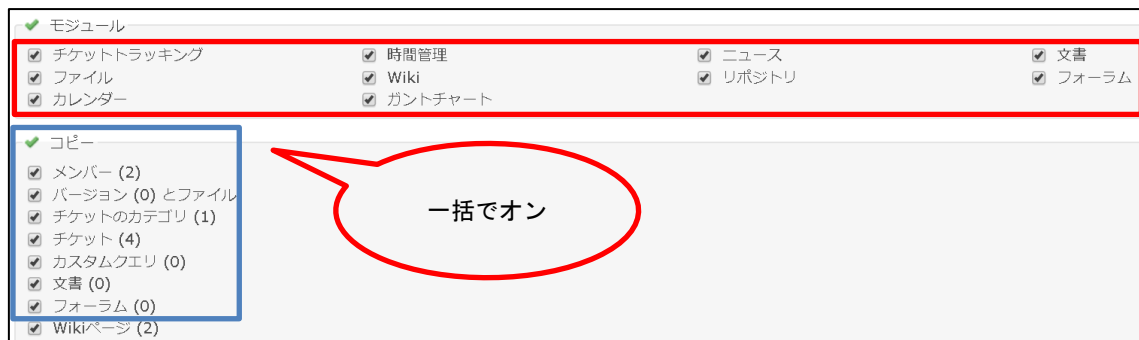 モジュール
チケットトラッキング 時間管理 ニュース 文書
ファイル Wiki リポジトリ フォーラム
カレンダー ガントチャート
コピー
メンバー (2)
バージョン (0) とファイル
チケットのカテゴリ (1)
チケット (4)
カスタムクエリ (0)
文書 (0)
フォーラム (0)
Wikiページ (2)
一括でオン